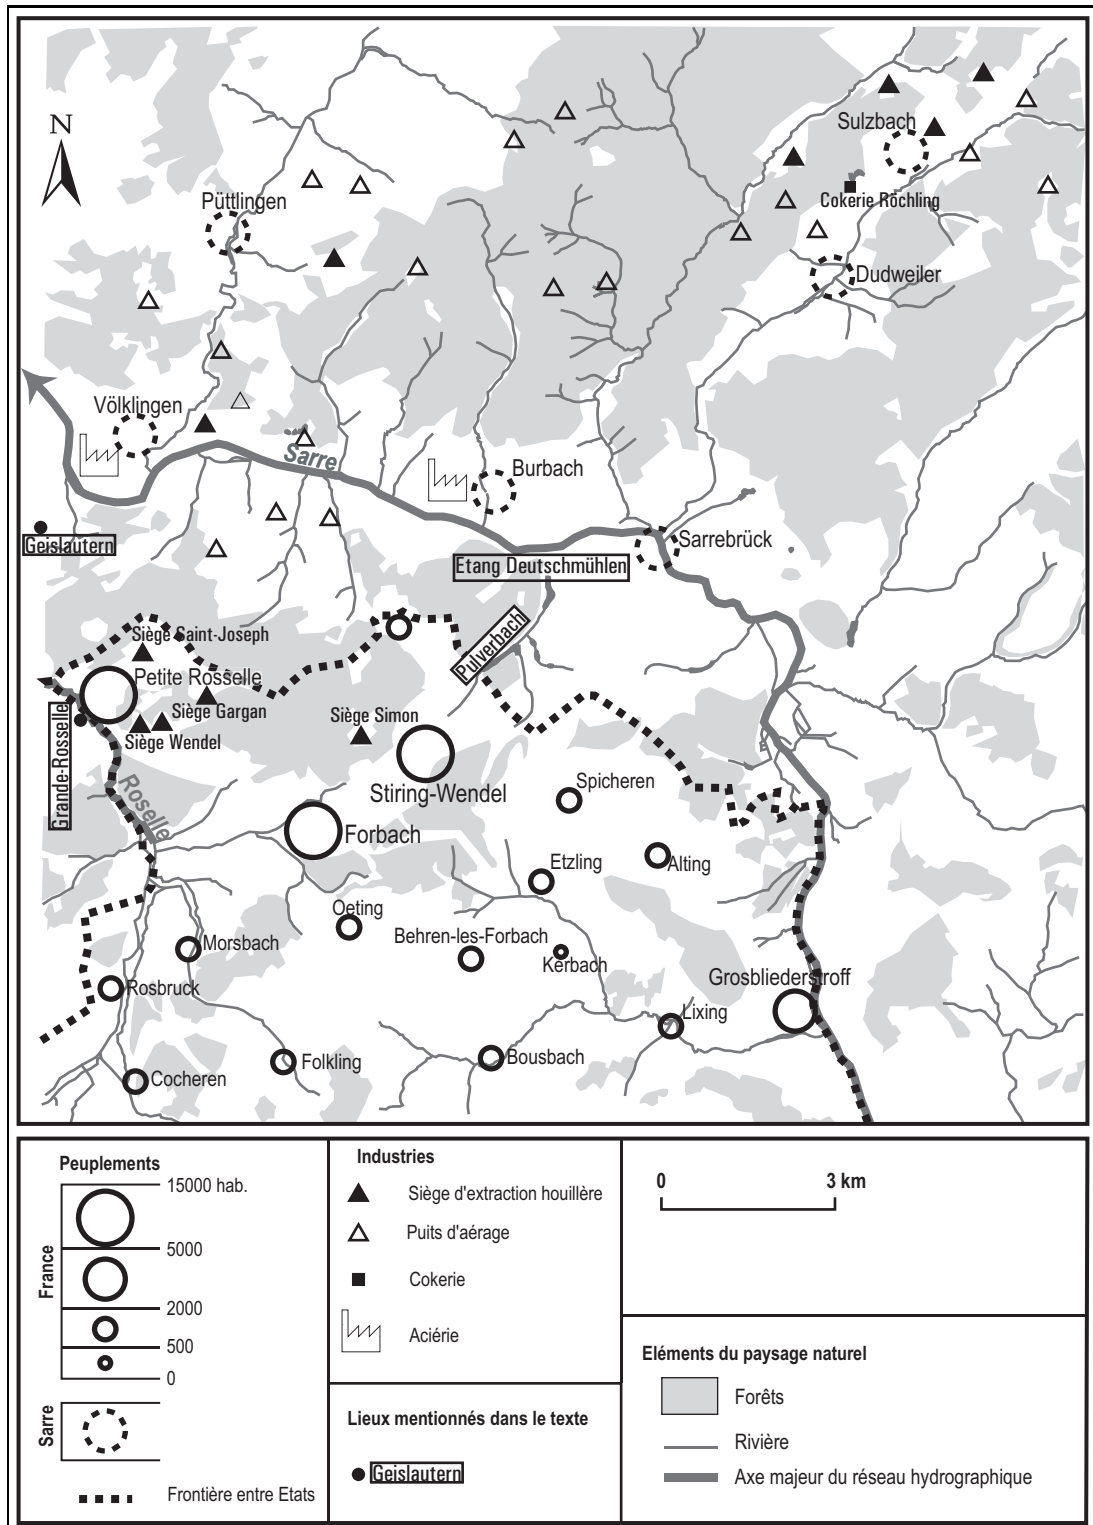 N
Sulzbach
Cokerie Röchling
Püttlingen
Dudweiler
Völklingen
Sarre
Burbach
Geislautern
Sarrebrück
Etang Deutschmühlen
Pulverbach
Siège Saint-Joseph
Petite Rosselle
Siège Gargan
Siège Wendel
Siège Simon
Grande-Rosselle
Roselle
Stiring-Wendel
Spicheren
Forbach
Etzling
Alting
Oeting
Morsbach
Behren-les-Forbach
Kerbach
Grosbliederstroff
Rosbruck
Lixing
Folkling
Bousbach
Cocheren
Peuplements
15000 hab.
5000
2000
500
0
France
Sarre
Frontière entre Etats
Industries
Siège d'extraction houillère
Puits d'aérage
Cokerie
Aciérie
Lieux mentionnés dans le texte
Geislautern
0 3 km
Eléments du paysage naturel
Forêts
Rivière
Axe majeur du réseau hydrographique